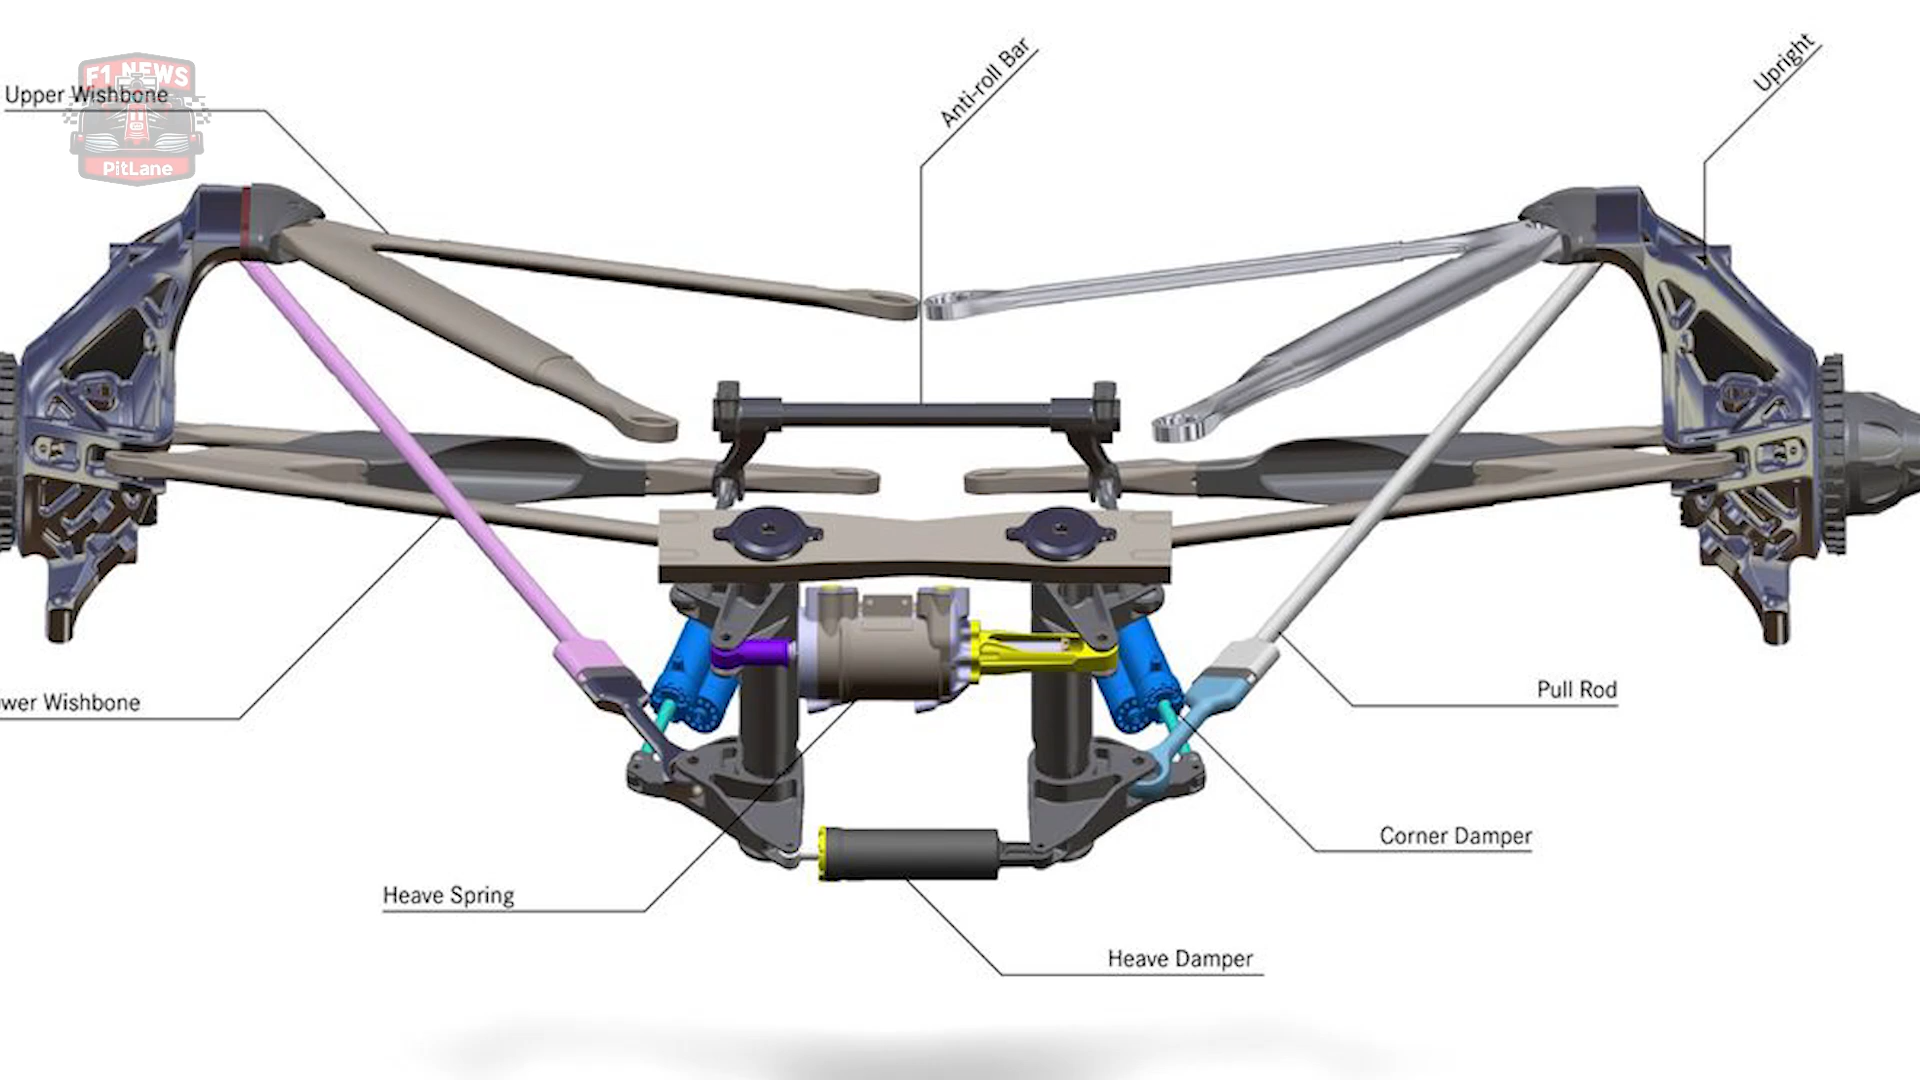 F1 NEWS
PitLane
Upper Wishbone
Anti-roll Bar
Upright
wer Wishbone
Pull Rod
Corner Damper
Heave Spring
Heave Damper